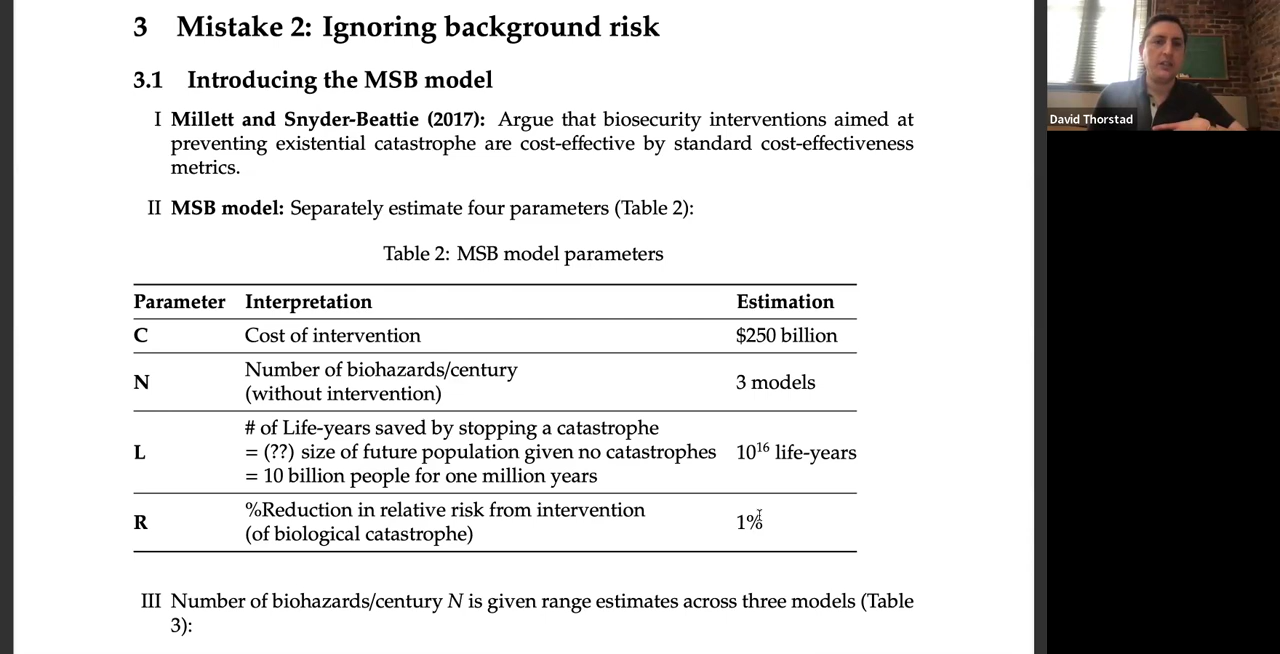 3 Mistake 2: Ignoring background risk
3.1 Introducing the MSB model
I Millett and Snyder-Beattie (2017): Argue that biosecurity interventions aimed at
preventing existential catastrophe are cost-effective by standard cost-effectiveness
metrics.
II MSB model: Separately estimate four parameters (Table 2):
Table 2: MSB model parameters
Parameter Interpretation Estimation
C Cost of intervention $250 billion
N Number of biohazards/century
(without intervention) 3 models
L # of Life-years saved by stopping a catastrophe
= (??) size of future population given no catastrophes 10¹⁶ life-years
= 10 billion people for one million years
R %Reduction in relative risk from intervention
(of biological catastrophe) 1%
III Number of biohazards/century N is given range estimates across three models (Table
3):
David Thorstad